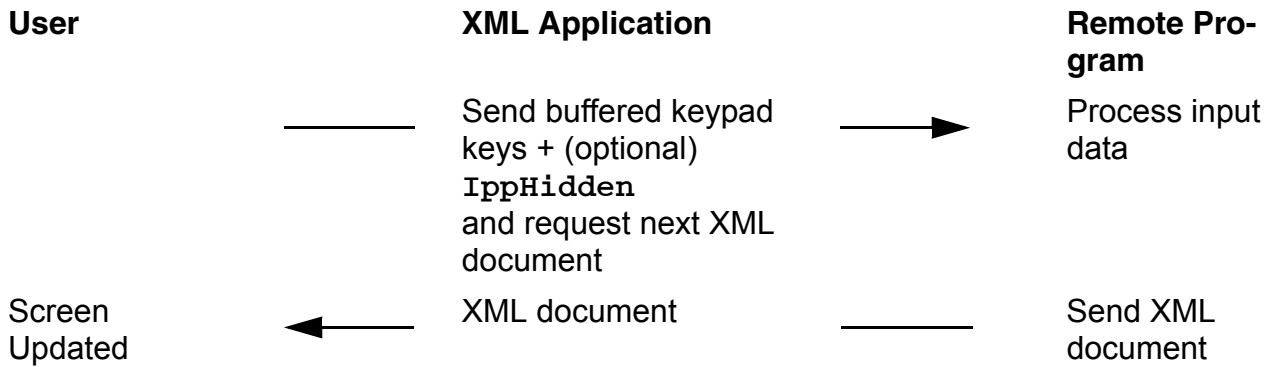 User XML Application Remote Pro-
gram
Send buffered keypad Process input
keys + (optional) data
IppHidden
and request next XML
document
Screen XML document Send XML
Updated document